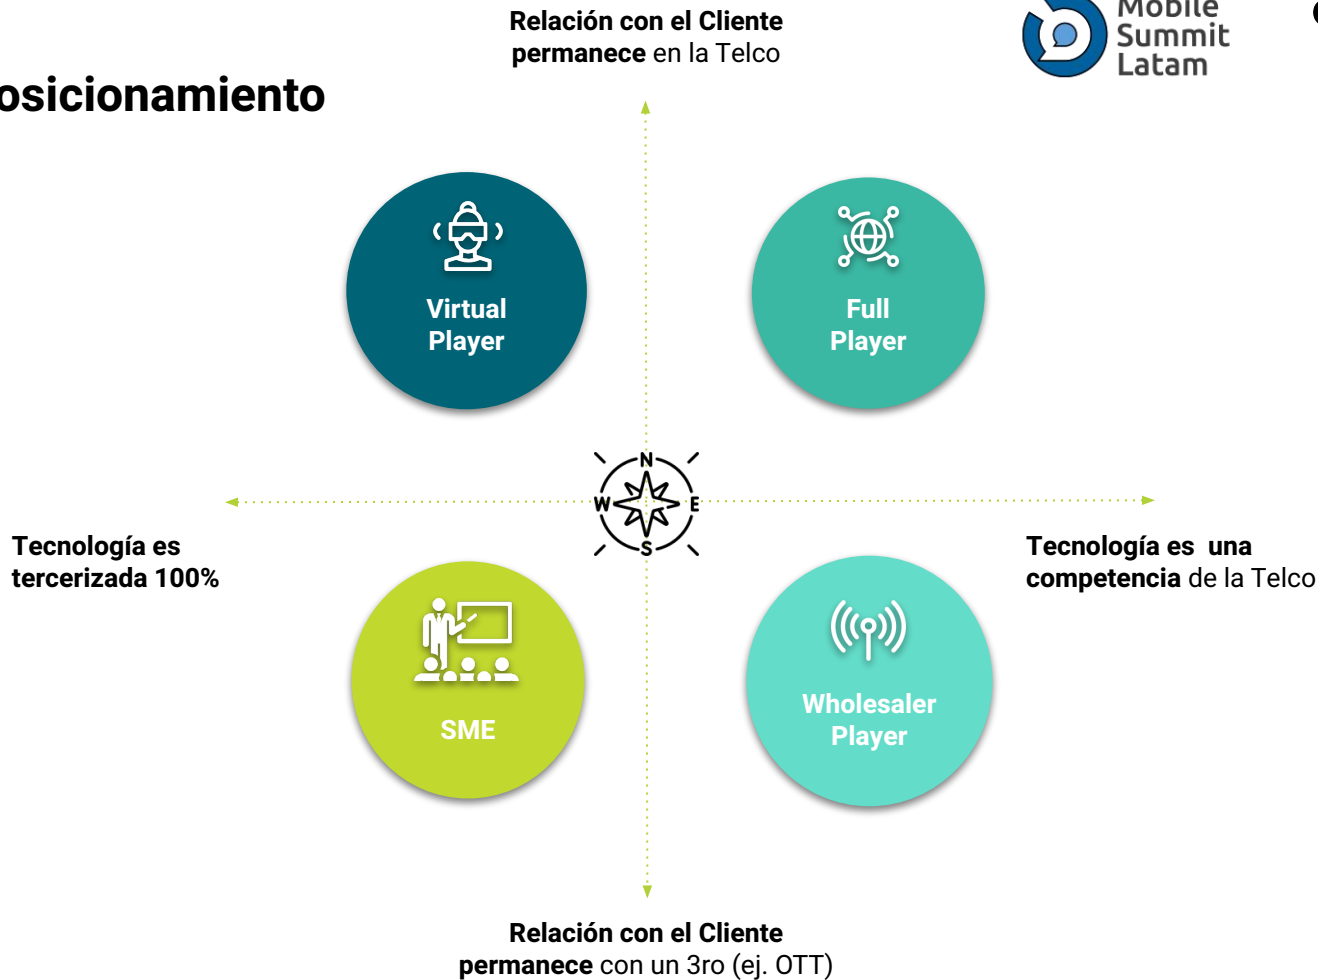 Relación con el Cliente
permanece en la Telco
Mobile
Summit
Latam
osicionamiento
Virtual
Player
Full
Player
N
W
E
S
Tecnología es
tercerizada 100%
Tecnología es  una
competencia de la Telco
SME
Wholesaler
Player
Relación con el Cliente
permanece con un 3ro (ej. OTT)